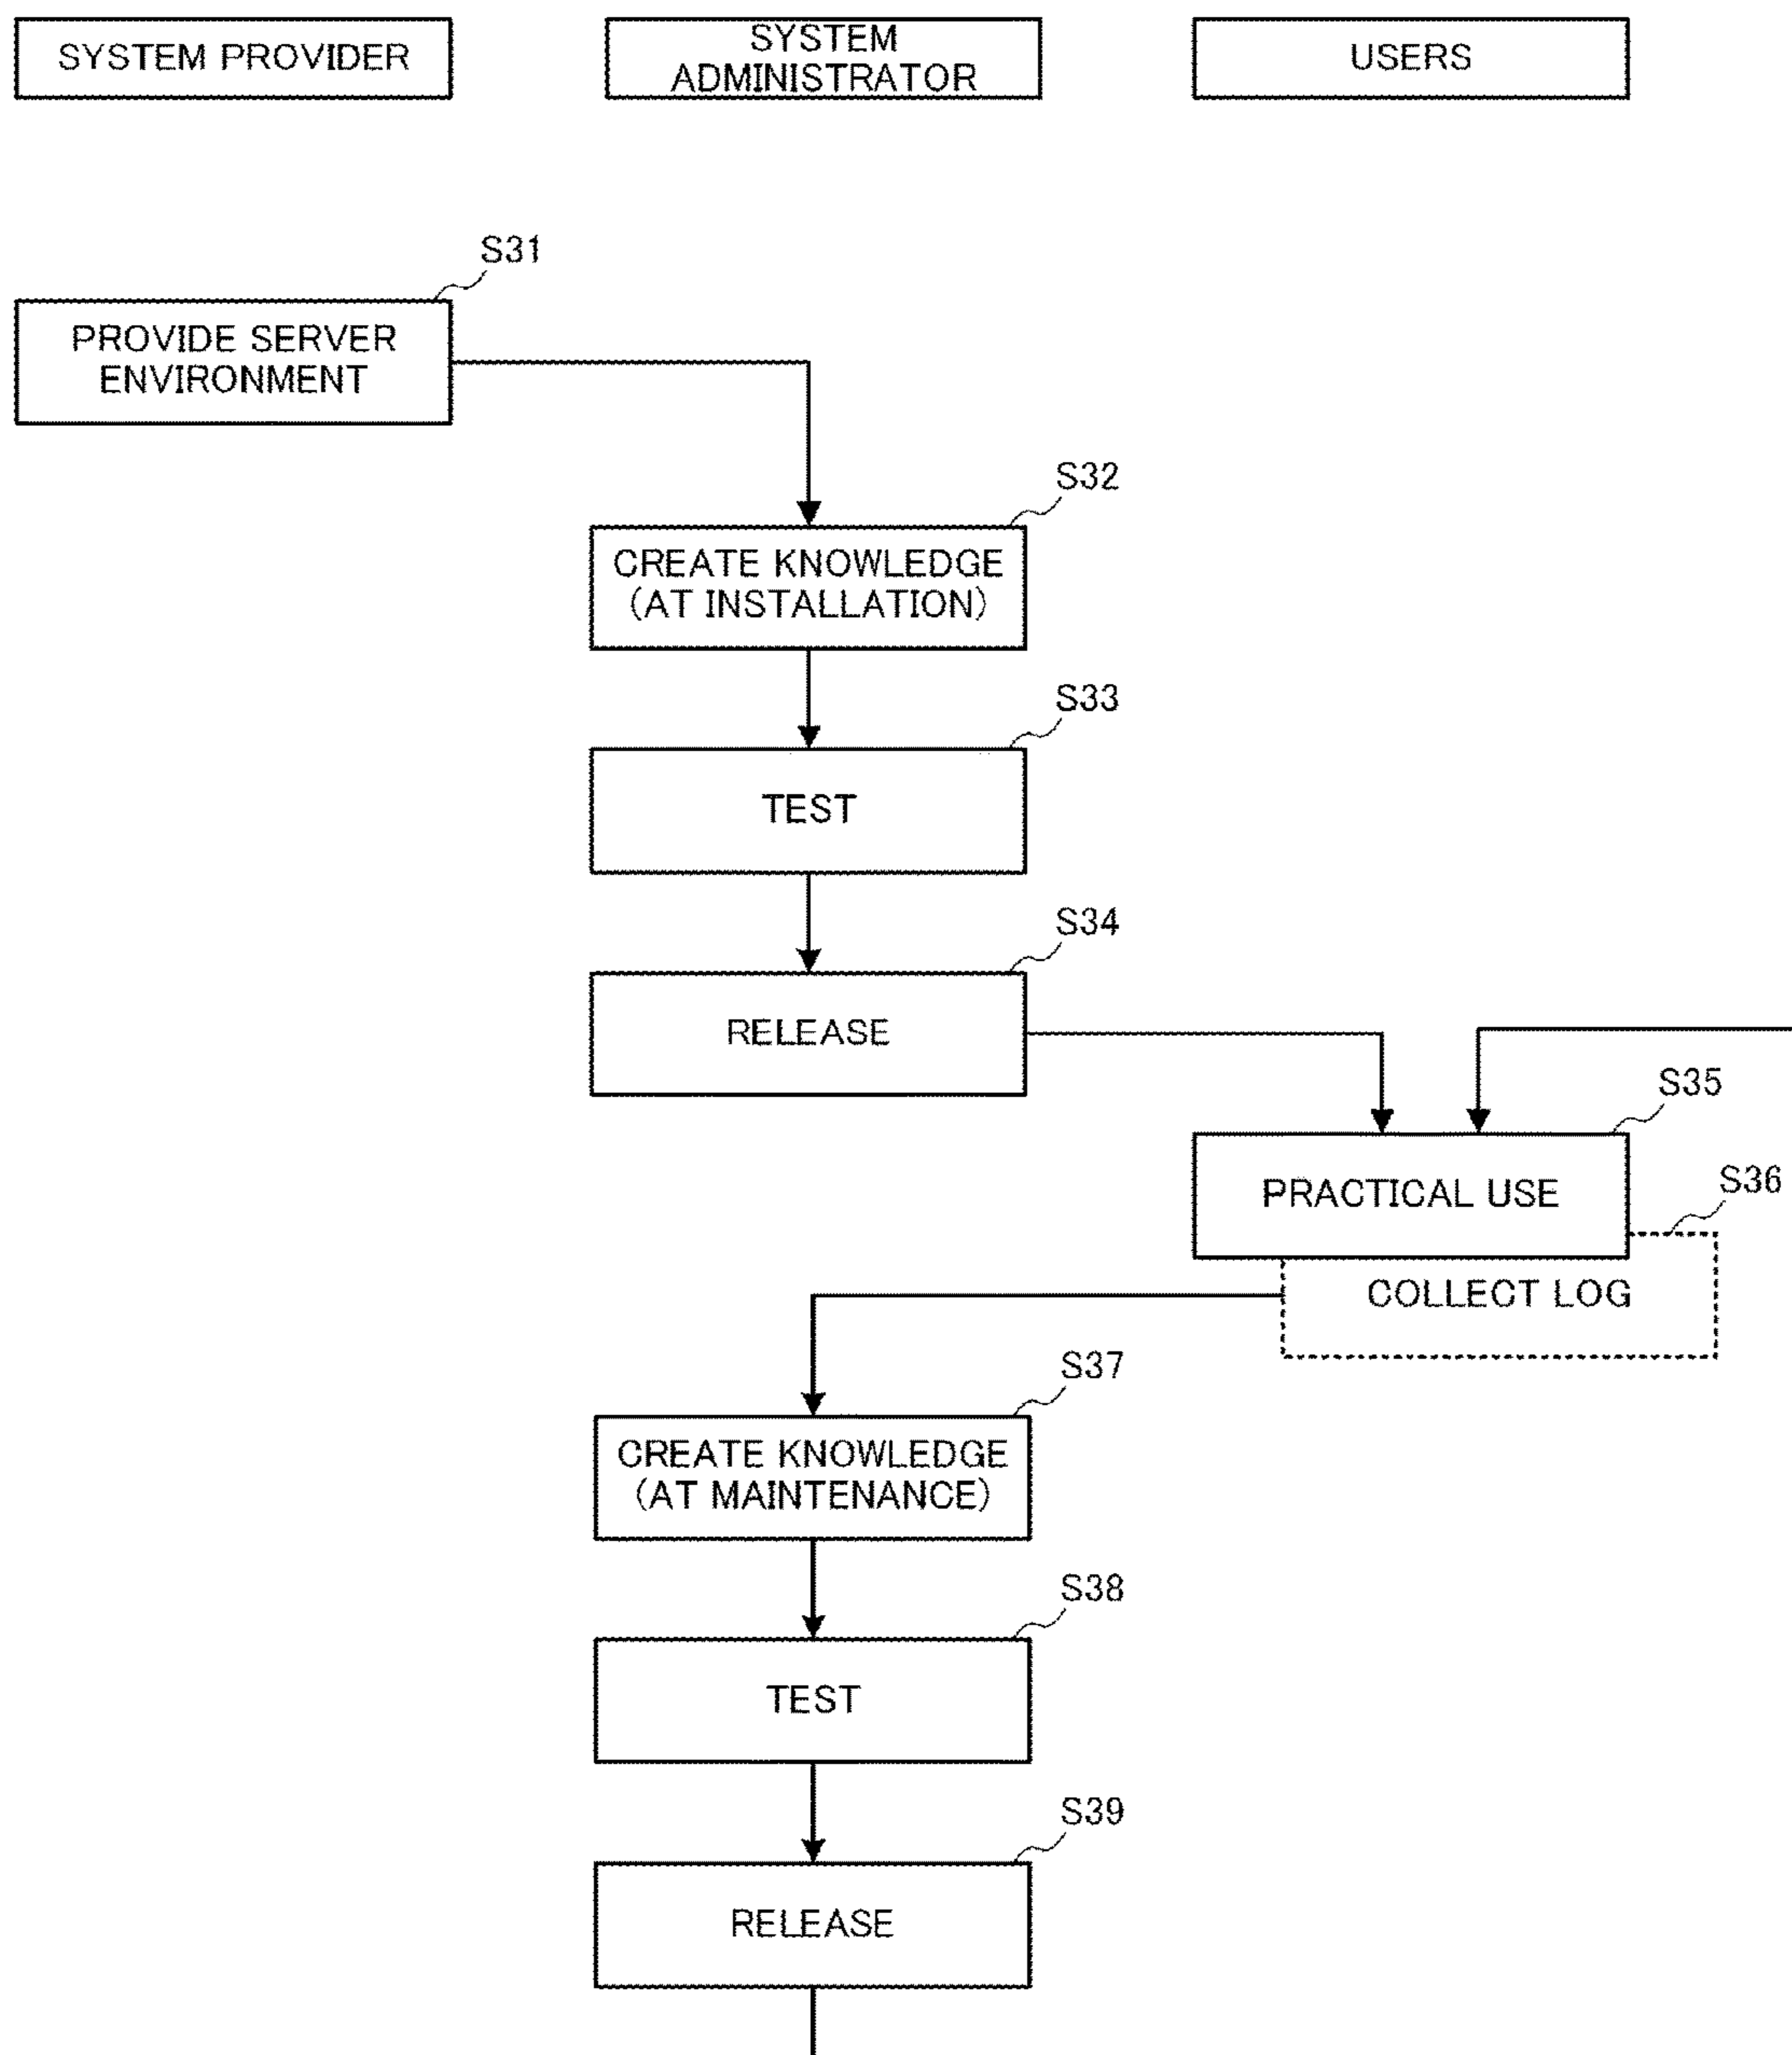 SYSTEM PROVIDER
SYSTEM
ADMINISTRATOR
USERS
S31
PROVIDE SERVER
ENVIRONMENT
S32
CREATE KNOWLEDGE
(AT INSTALLATION)
S33
TEST
S34
RELEASE
S35
PRACTICAL USE
S36
COLLECT LOG
S37
CREATE KNOWLEDGE
(AT MAINTENANCE)
S38
TEST
S39
RELEASE